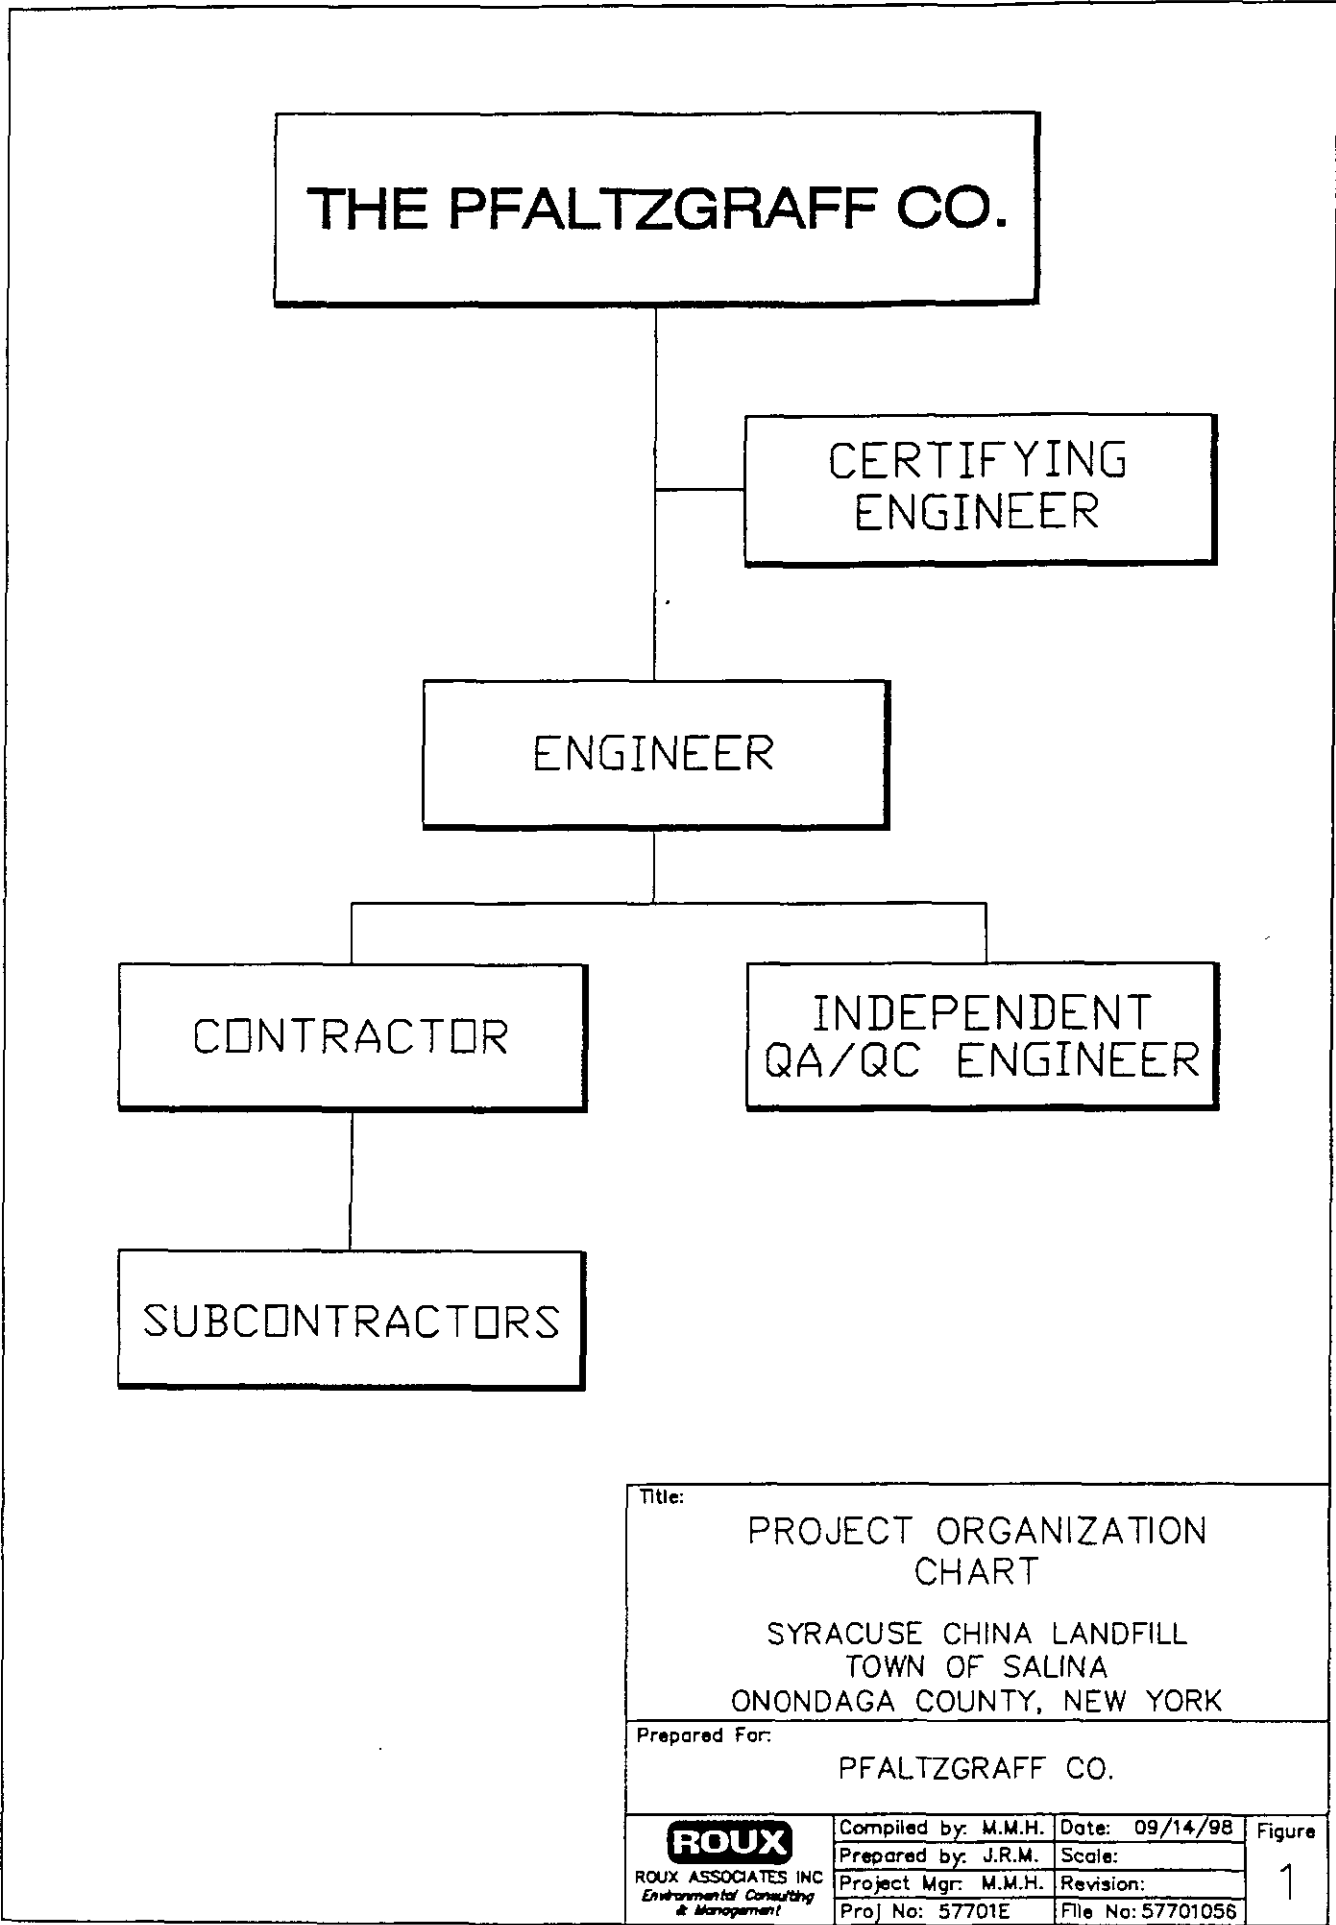 THE PFALTZGRAFF CO.
CERTIFYING
ENGINEER
ENGINEER
CONTRACTOR
INDEPENDENT
QA/QC ENGINEER
SUBCONTRACTORS
Title:
PROJECT ORGANIZATION
CHART
SYRACUSE CHINA LANDFILL
TOWN OF SALINA
ONONDAGA COUNTY, NEW YORK
Prepared For:
PFALTZGRAFF CO.
ROUX
ROUX ASSOCIATES INC
Environmental Consulting
& Management
Compiled by: M.M.H.
Date: 09/14/98
Prepared by: J.R.M.
Scale:
Project Mgr: M.M.H.
Revision:
Proj No: 57701E
File No: 57701056
Figure
1